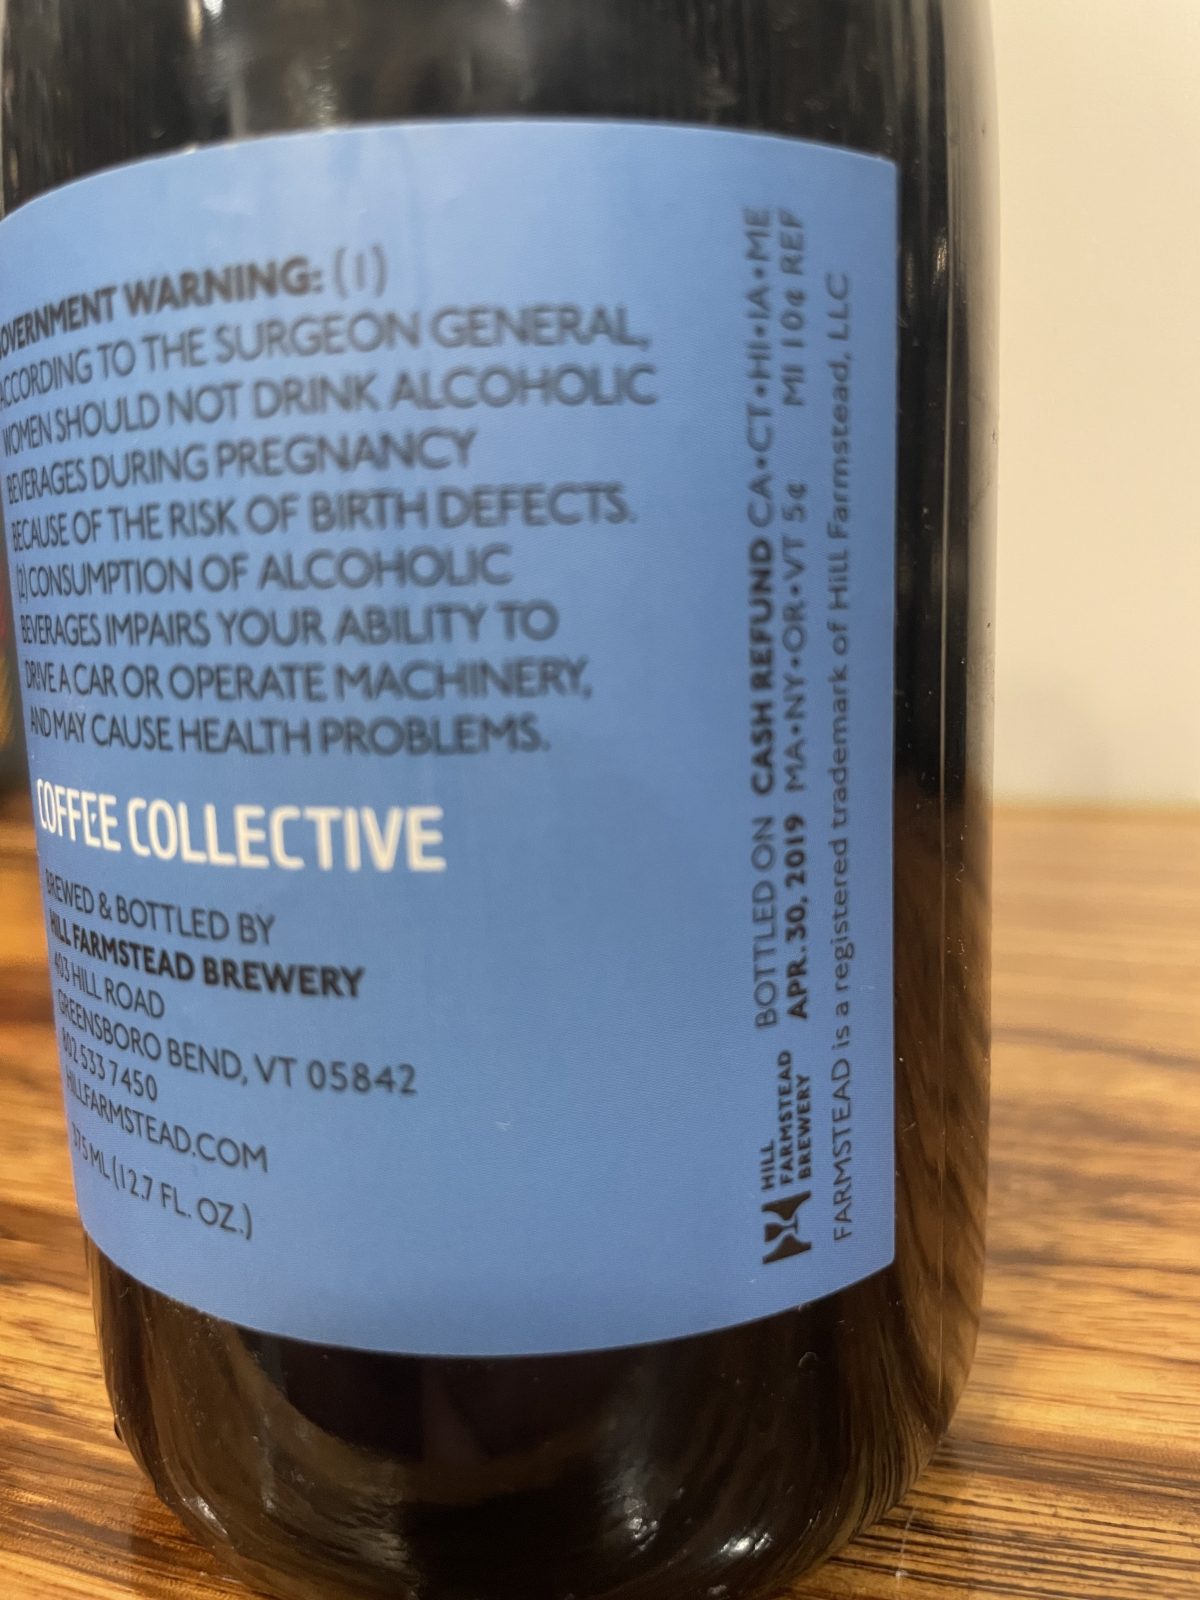 GOVERNMENT WARNING: (1)
ACCORDING TO THE SURGEON GENERAL,
WOMEN SHOULD NOT DRINK ALCOHOLIC
BEVERAGES DURING PREGNANCY
BECAUSE OF THE RISK OF BIRTH DEFECTS.
(2) CONSUMPTION OF ALCOHOLIC
BEVERAGES IMPAIRS YOUR ABILITY TO
DRIVE A CAR OR OPERATE MACHINERY,
AND MAY CAUSE HEALTH PROBLEMS.
COFFEE COLLECTIVE
BREWED & BOTTLED BY
HILL FARMSTEAD BREWERY
403 HILL ROAD
GREENSBORO BEND, VT 05842
802 533 7450
HILLFARMSTEAD.COM
375 ML (12.7 FL. OZ.)
HILL
FARMSTEAD
BREWERY
BOTTLED ON
APR. 30, 2019
CASH REFUND CA•CT•HI•IA•ME
MA•NY•OR•VT 5¢ MI 10¢ REF
FARMSTEAD is a registered trademark of Hill Farmstead, LLC